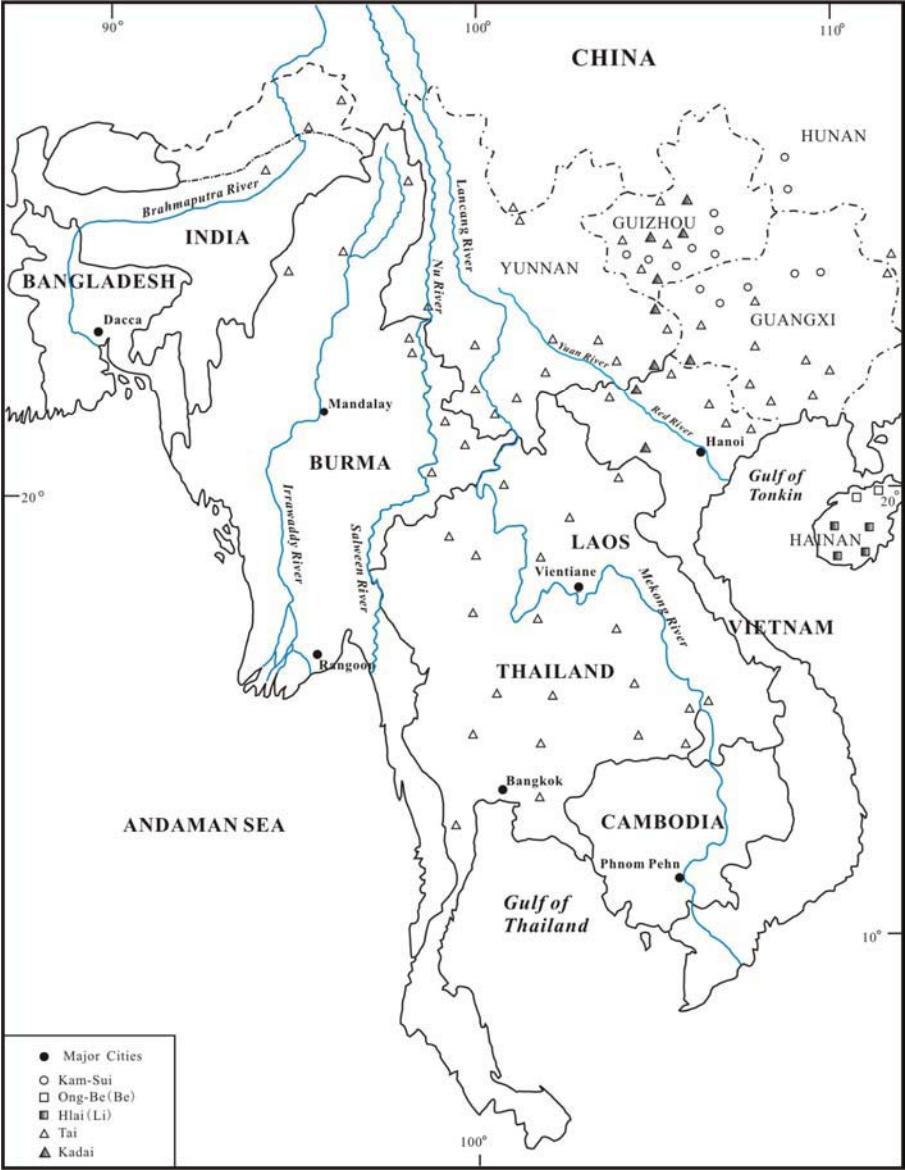 90°
100°
110°
CHINA
HUNAN
Brahmaputra River
Lancang River
GUIZHOU
INDIA
YUNNAN
Nu River
BANGLADESH
GUANGXI
Dacca
Yuan River
Mandalay
Red River
Hanoi
BURMA
Gulf of
Tonkin
20°
20°
Irrawaddy River
Salween River
LAOS
HAINAN
Vientiane
Mekong River
VIETNAM
Rangoon
THAILAND
Bangkok
ANDAMAN SEA
CAMBODIA
Phnom Pehn
Gulf of
Thailand
10°
Major Cities
Kam-Sui
Ong-Be(Be)
Hlai(Li)
Tai
Kadai
100°